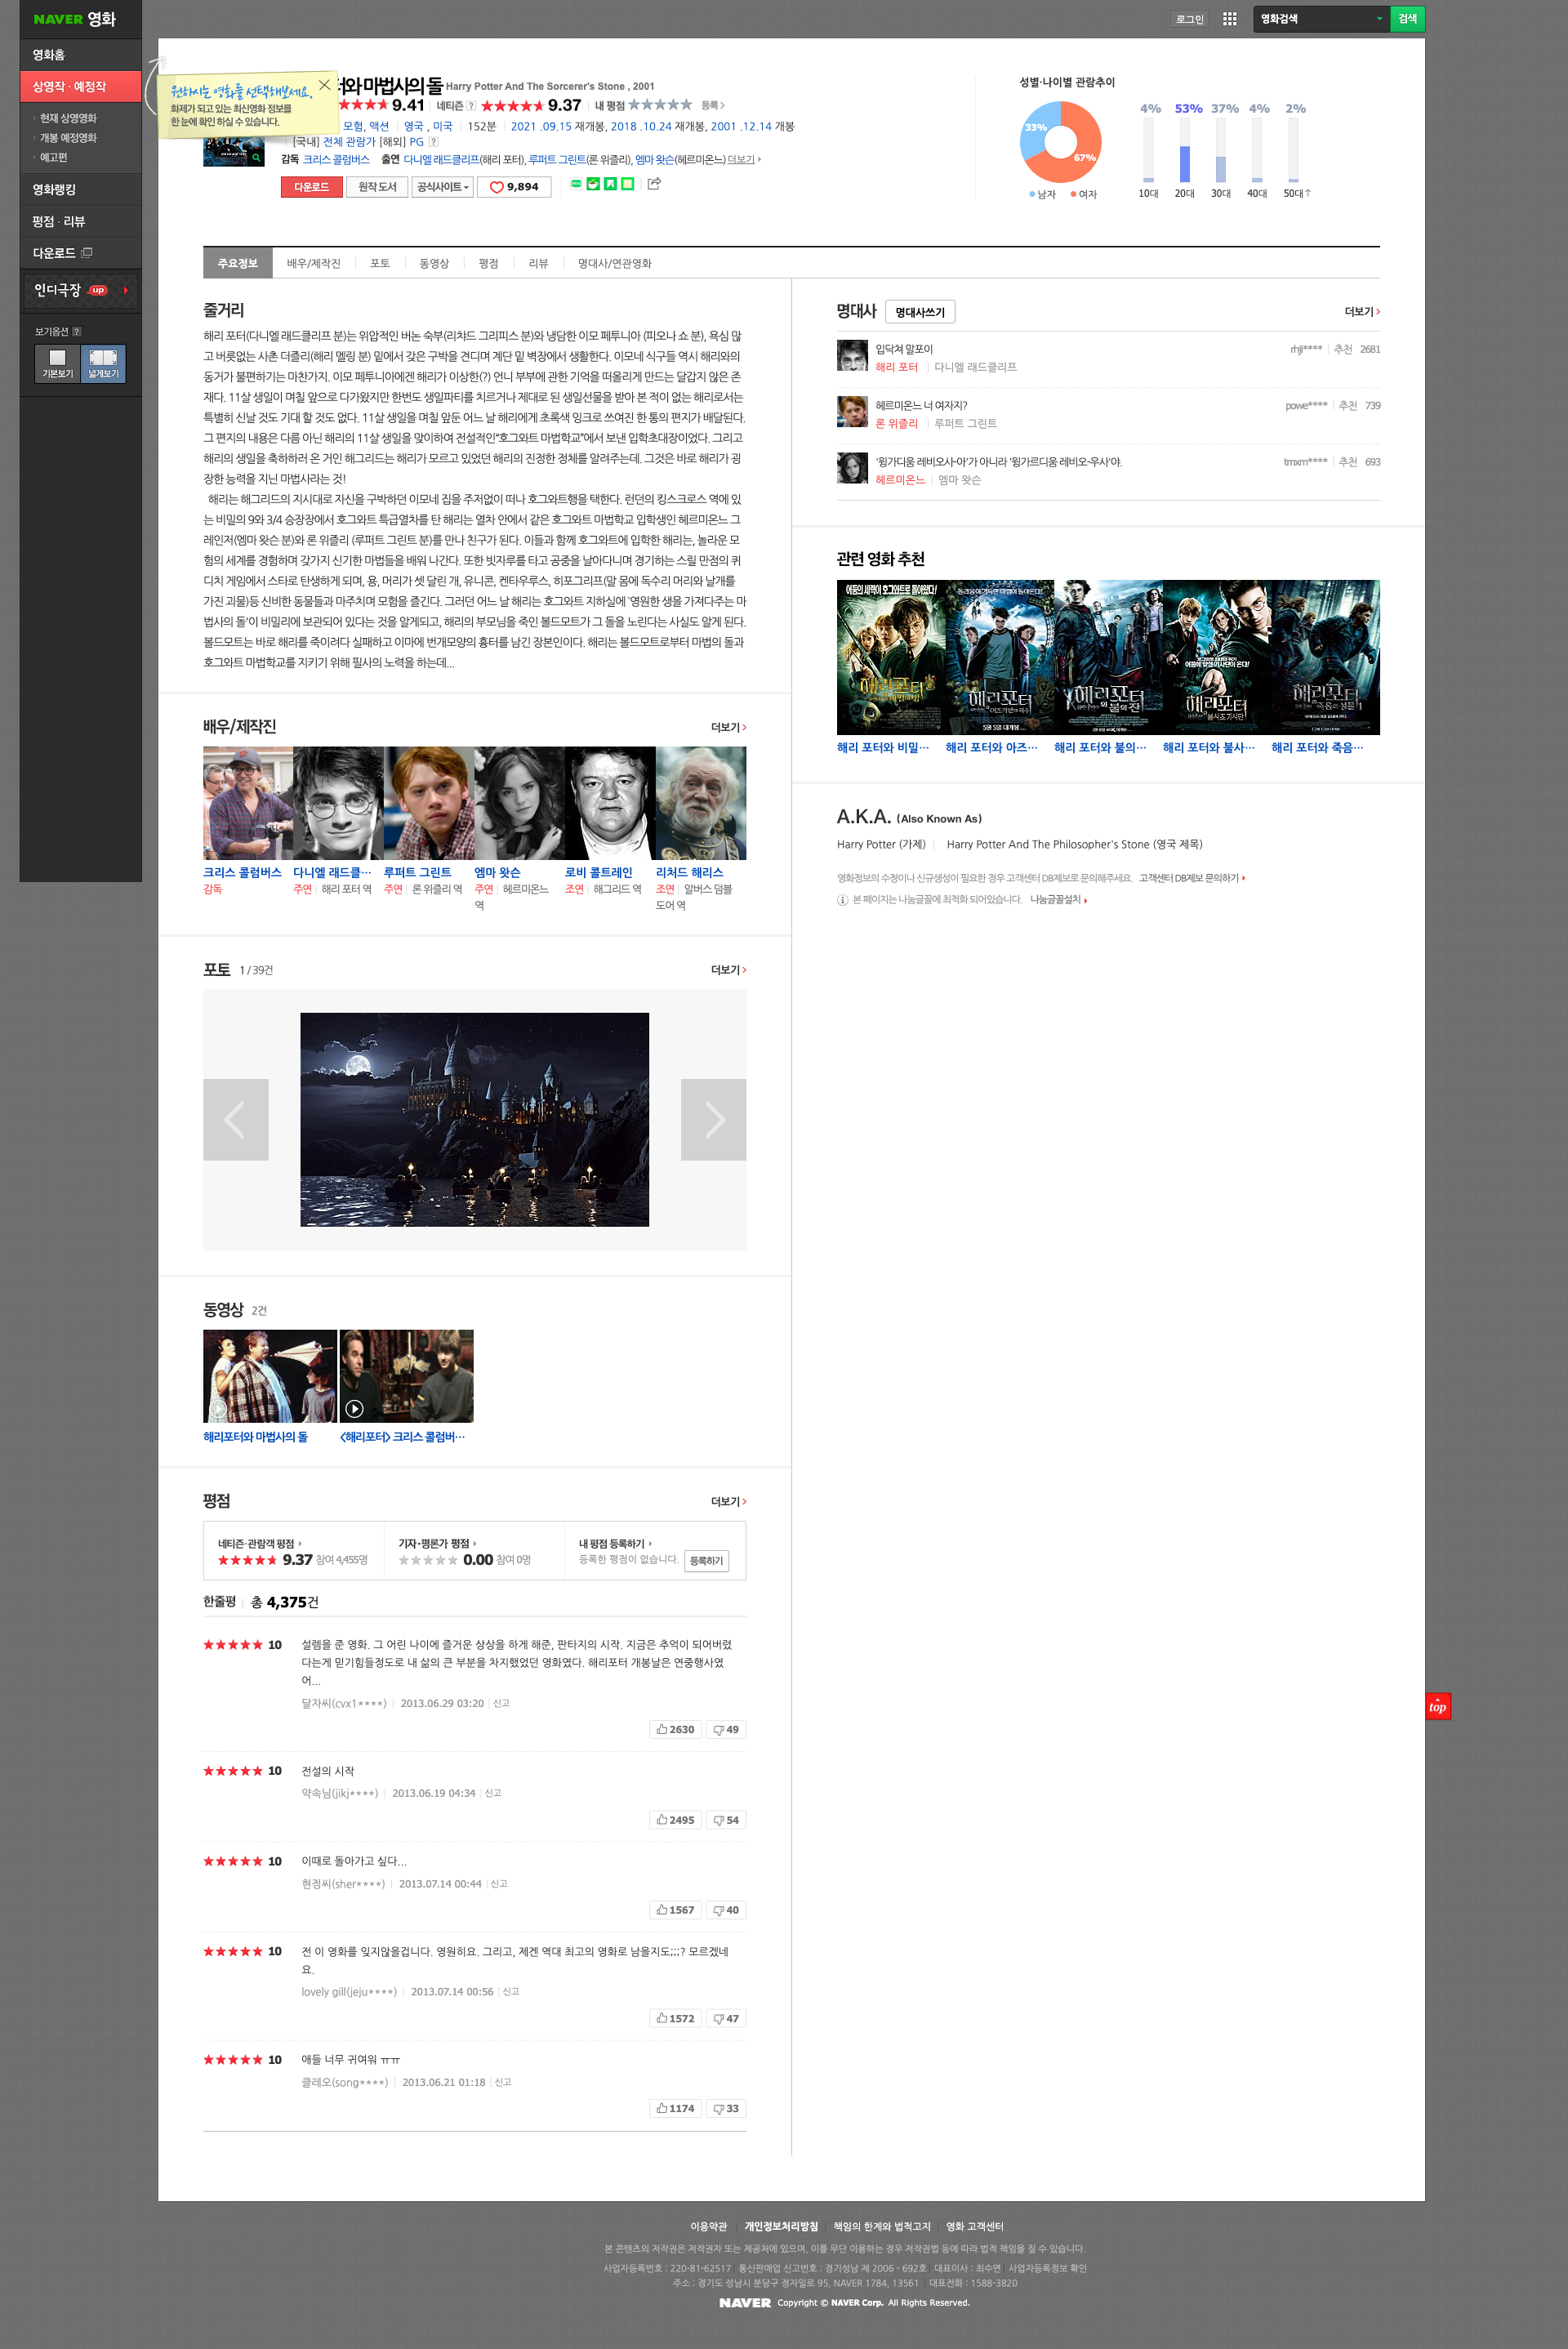 NAVER 영화
로그인
영화검색
검색
영화홈
상영작 · 예정작
현재 상영영화
개봉 예정영화
예고편
영화랭킹
평점 · 리뷰
다운로드
인디극장 up
보기옵션 ?
기본보기
넓게보기
원하시는 영화를 선택해보세요.
화제가 되고 있는 최신영화 정보를
한 눈에 확인 하실 수 있습니다.
터와 마법사의 돌 Harry Potter And The Sorcerer's Stone , 2001
9.41 네티즌 ? 9.37 내 평점 등록
모험, 액션 영국 , 미국 152분 2021 .09.15 재개봉, 2018 .10.24 재개봉, 2001 .12.14 개봉
[국내] 전체 관람가 [해외] PG ?
감독 크리스 콜럼버스 출연 다니엘 래드클리프(해리 포터), 루퍼트 그린트(론 위즐리), 엠마 왓슨(헤르미온느) 더보기
다운로드
원작 도서
공식사이트
9,894
성별·나이별 관람추이
33%
67%
남자 여자
4% 53% 37% 4% 2%
10대 20대 30대 40대 50대↑
주요정보 배우/제작진 포토 동영상 평점 리뷰 명대사/연관영화
줄거리
해리 포터(다니엘 래드클리프 분)는 위압적인 버논 숙부(리챠드 그리피스 분)와 냉담한 이모 페투니아 (피오나 쇼 분), 욕심 많
고 버릇없는 사촌 더즐리(해리 멜링 분) 밑에서 갖은 구박을 견디며 계단 밑 벽장에서 생활한다. 이모네 식구들 역시 해리와의
동거가 불편하기는 마찬가지. 이모 페투니아에겐 해리가 이상한(?) 언니 부부에 관한 기억을 떠올리게 만드는 달갑지 않은 존
재다. 11살 생일이 며칠 앞으로 다가왔지만 한번도 생일파티를 치르거나 제대로 된 생일선물을 받아 본 적이 없는 해리로서는
특별히 신날 것도 기대 할 것도 없다. 11살 생일을 며칠 앞둔 어느 날 해리에게 초록색 잉크로 쓰여진 한 통의 편지가 배달된다.
그 편지의 내용은 다름 아닌 해리의 11살 생일을 맞이하여 전설적인"호그와트 마법학교"에서 보낸 입학초대장이었다. 그리고
해리의 생일을 축하하러 온 거인 해그리드는 해리가 모르고 있었던 해리의 진정한 정체를 알려주는데. 그것은 바로 해리가 굉
장한 능력을 지닌 마법사라는 것!
해리는 해그리드의 지시대로 자신을 구박하던 이모네 집을 주저없이 떠나 호그와트행을 택한다. 런던의 킹스크로스 역에 있
는 비밀의 9와 3/4 승장장에서 호그와트 특급열차를 탄 해리는 열차 안에서 같은 호그와트 마법학교 입학생인 헤르미온느 그
레인저(엠마 왓슨 분)와 론 위즐리 (루퍼트 그린트 분)를 만나 친구가 된다. 이들과 함께 호그와트에 입학한 해리는, 놀라운 모
험의 세계를 경험하며 갖가지 신기한 마법들을 배워 나간다. 또한 빗자루를 타고 공중을 날아다니며 경기하는 스릴 만점의 퀴
디치 게임에서 스타로 탄생하게 되며, 용, 머리가 셋 달린 개, 유니콘, 켄타우루스, 히포그리프(말 몸에 독수리 머리와 날개를
가진 괴물)등 신비한 동물들과 마주치며 모험을 즐긴다. 그러던 어느 날 해리는 호그와트 지하실에 '영원한 생을 가져다주는 마
법사의 돌'이 비밀리에 보관되어 있다는 것을 알게되고, 해리의 부모님을 죽인 볼드모트가 그 돌을 노린다는 사실도 알게 된다.
볼드모트는 바로 해리를 죽이려다 실패하고 이마에 번개모양의 흉터를 남긴 장본인이다. 해리는 볼드모트로부터 마법의 돌과
호그와트 마법학교를 지키기 위해 필사의 노력을 하는데...
배우/제작진
더보기
크리스 콜럼버스 다니엘 래드클… 루퍼트 그린트 엠마 왓슨 로비 콜트레인 리처드 해리스
감독 주연 해리 포터 역 주연 론 위즐리 역 주연 헤르미온느 조연 해그리드 역 조연 알버스 덤블
역 도어 역
포토 1 / 39건
더보기
동영상 2건
해리포터와 마법사의 돌 <해리포터> 크리스 콜럼버…
평점
더보기
네티즌·관람객 평점 기자·평론가 평점 내 평점 등록하기
9.37 참여 4,455명 0.00 참여 0명 등록한 평점이 없습니다. 등록하기
한줄평 총 4,375건
10 설렘을 준 영화. 그 어린 나이에 즐거운 상상을 하게 해준, 판타지의 시작. 지금은 추억이 되어버렸
다는게 믿기힘들정도로 내 삶의 큰 부분을 차지했었던 영화였다. 해리포터 개봉날은 연중행사였
어...
달자씨(cvx1****) 2013.06.29 03:20 신고
2630 49
10 전설의 시작
약속님(jikj****) 2013.06.19 04:34 신고
2495 54
10 이때로 돌아가고 싶다...
현정씨(sher****) 2013.07.14 00:44 신고
1567 40
10 전 이 영화를 잊지않을겁니다. 영원히요. 그리고, 제겐 역대 최고의 영화로 남을지도;;;? 모르겠네
요.
lovely gill(jeju****) 2013.07.14 00:56 신고
1572 47
10 애들 너무 귀여워 ㅠㅠ
클레오(song****) 2013.06.21 01:18 신고
1174 33
명대사 명대사쓰기
더보기
입닥쳐 말포이
rhjl**** 추천 2681
해리 포터 다니엘 래드클리프
헤르미온느 너 여자지?
powe**** 추천 739
론 위즐리 루퍼트 그린트
'윙가디움 레비오사-아'가 아니라 '윙가르디움 레비오-우사'야.
tmxm**** 추천 693
헤르미온느 엠마 왓슨
관련 영화 추천
어둠의 세력이 호그와트로 돌아왔다!
해리포터 해리포터 해리포터 해리포터 해리포터
해리 포터와 비밀… 해리 포터와 아즈… 해리 포터와 불의… 해리 포터와 불사… 해리 포터와 죽음…
A.K.A. (Also Known As)
Harry Potter (가제) Harry Potter And The Philosopher's Stone (영국 제목)
영화정보의 수정이나 신규생성이 필요한 경우 고객센터 DB제보로 문의해주세요. 고객센터 DB제보 문의하기
본 페이지는 나눔글꼴에 최적화 되어있습니다. 나눔글꼴설치
top
이용약관 개인정보처리방침 책임의 한계와 법적고지 영화 고객센터
본 콘텐츠의 저작권은 저작권자 또는 제공처에 있으며, 이를 무단 이용하는 경우 저작권법 등에 따라 법적 책임을 질 수 있습니다.
사업자등록번호 : 220-81-62517 통신판매업 신고번호 : 경기성남 제 2006 - 692호 대표이사 : 최수연 사업자등록정보 확인
주소 : 경기도 성남시 분당구 정자일로 95, NAVER 1784, 13561 대표전화 : 1588-3820
NAVER Copyright © NAVER Corp. All Rights Reserved.